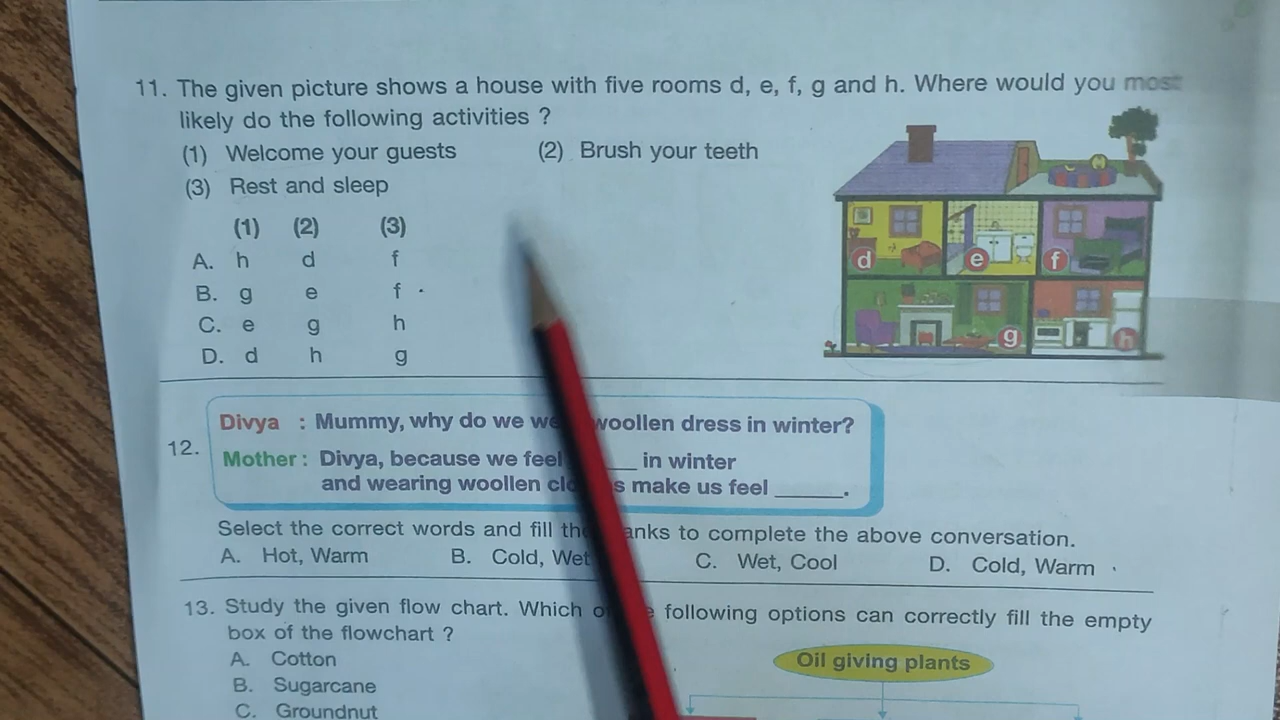 11. The given picture shows a house with five rooms d, e, f, g and h. Where would you most
likely do the following activities ?
(1) Welcome your guests (2) Brush your teeth
(3) Rest and sleep
(1) (2) (3)
A. h d f
B. g e f
C. e g h
D. d h g
d e f
g h
12.
Divya : Mummy, why do we we woollen dress in winter?
Mother : Divya, because we feel ____ in winter
and wearing woollen clo s make us feel ______.
Select the correct words and fill the anks to complete the above conversation.
A. Hot, Warm B. Cold, Wet C. Wet, Cool D. Cold, Warm
13. Study the given flow chart. Which o e following options can correctly fill the empty
box of the flowchart ?
A. Cotton
B. Sugarcane
C. Groundnut
Oil giving plants